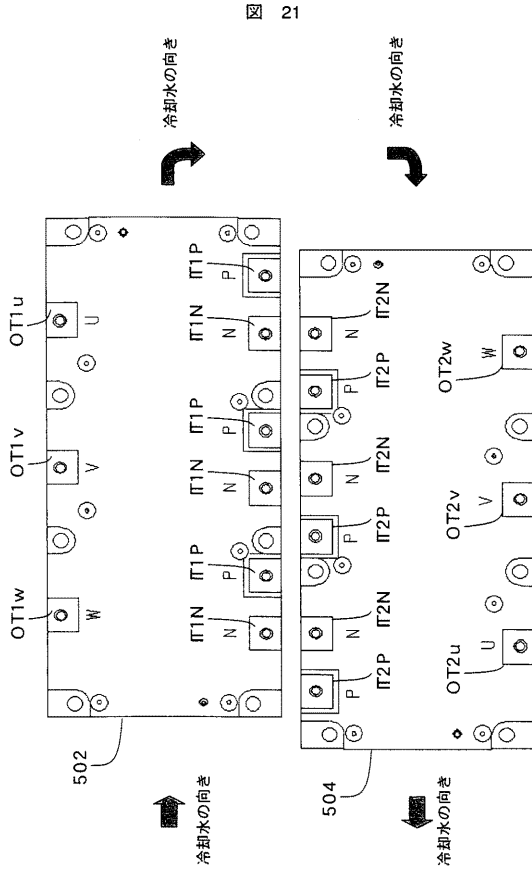 図 21
冷却水の向き
冷却水の向き
OT1w
OT1v
OT1u
W
V
U
IT1N
IT1P
IT1N
IT1P
IT1N
IT1P
N
P
N
P
N
P
502
冷却水の向き
冷却水の向き
P
N
P
N
P
N
IT2P
IT2N
IT2P
IT2N
IT2P
IT2N
U
V
W
OT2u
OT2v
OT2w
504